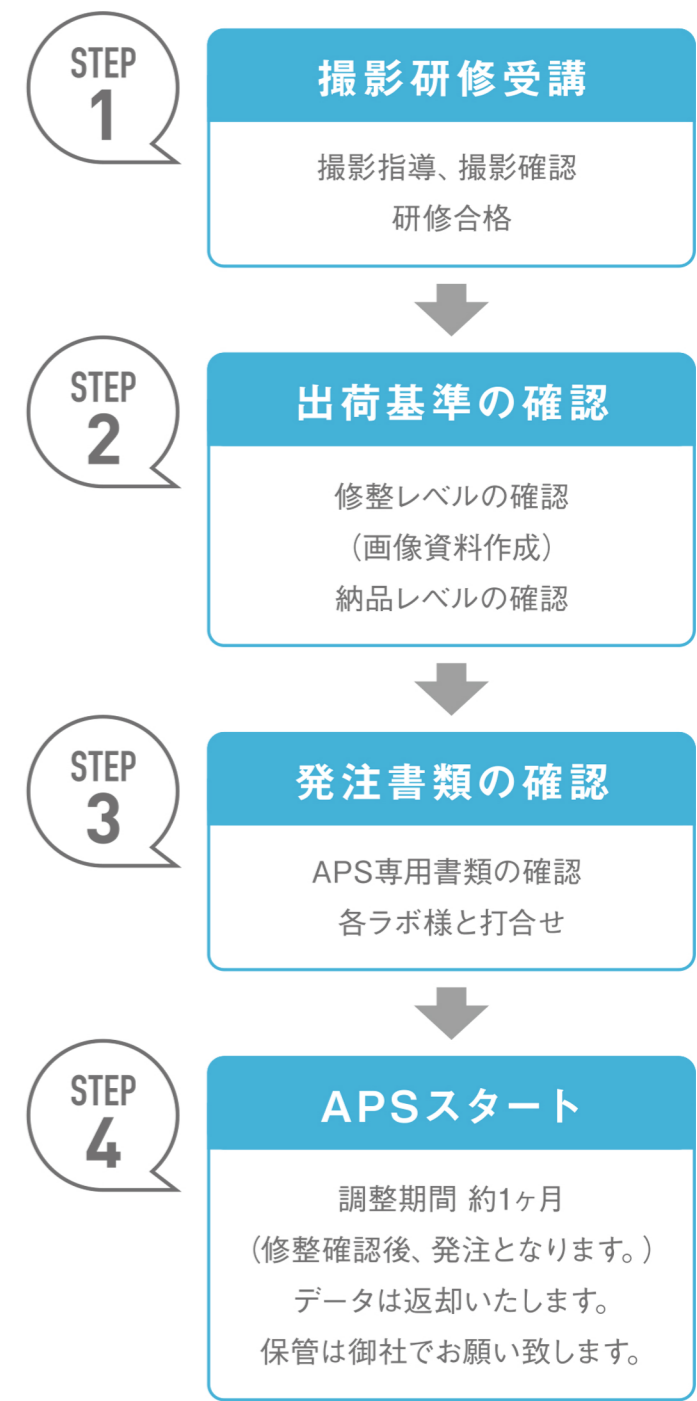 STEP
1
撮影研修受講
撮影指導、撮影確認
研修合格
STEP
2
出荷基準の確認
修整レベルの確認
（画像資料作成）
納品レベルの確認
STEP
3
発注書類の確認
APS専用書類の確認
各ラボ様と打合せ
STEP
4
APSスタート
調整期間 約1ヶ月
（修整確認後、発注となります。）
データは返却いたします。
保管は御社でお願い致します。